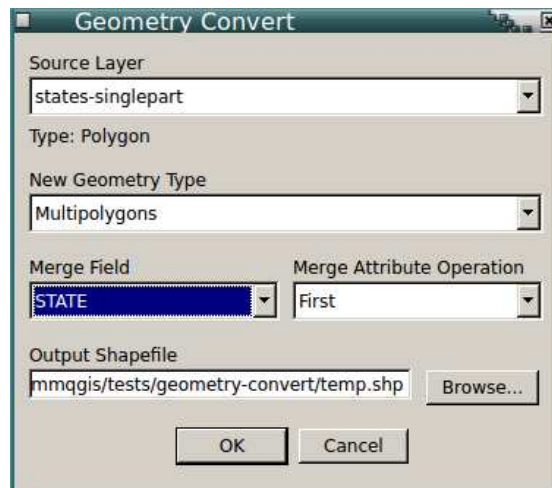 Geometry Convert
Source Layer
states-singlepart
Type: Polygon
New Geometry Type
Multipolygons
Merge Field Merge Attribute Operation
STATE First
Output Shapefile
mmqgis/tests/geometry-convert/temp.shp Browse...
OK Cancel